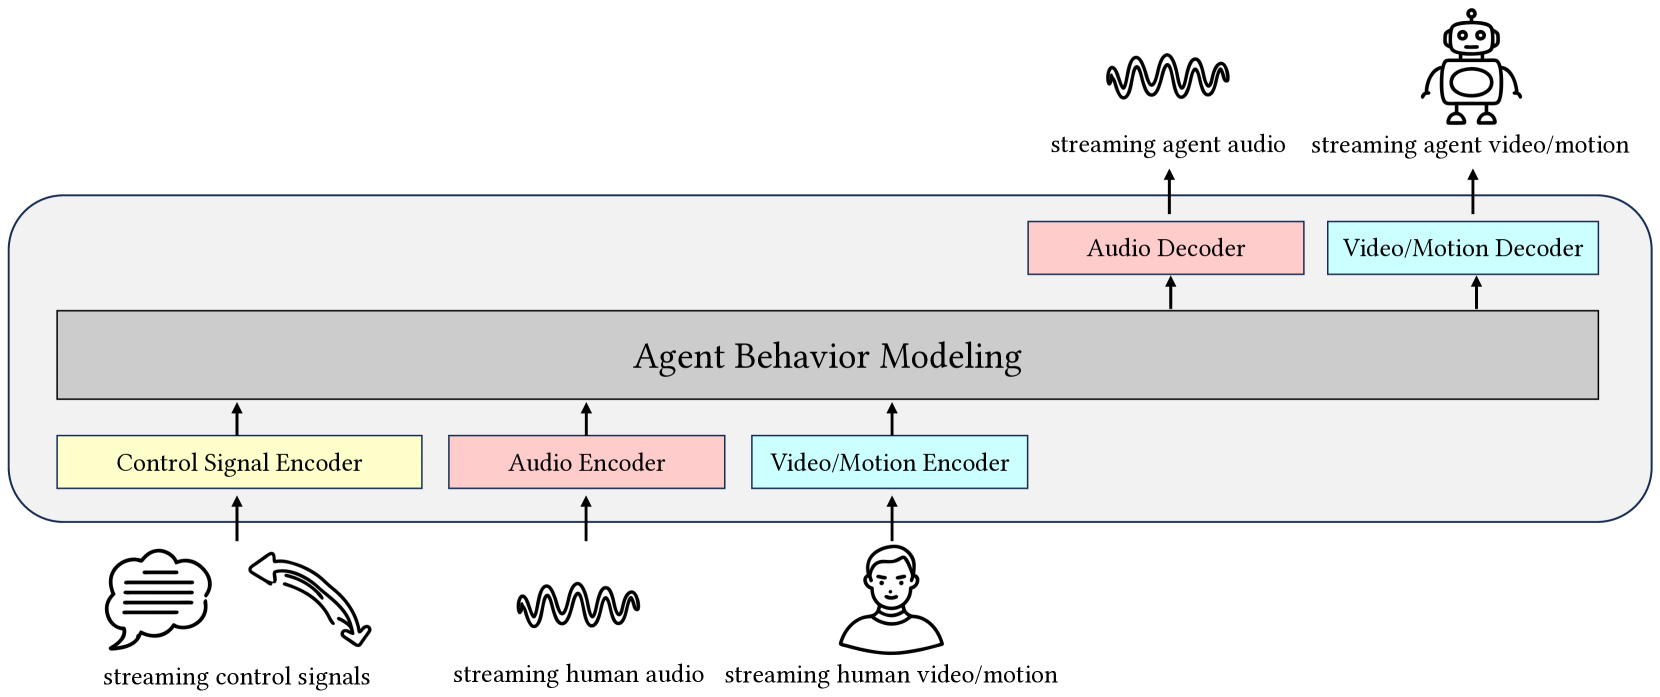 streaming agent audio
streaming agent video/motion
Audio Decoder
Video/Motion Decoder
Agent Behavior Modeling
Control Signal Encoder
Audio Encoder
Video/Motion Encoder
streaming control signals
streaming human audio
streaming human video/motion